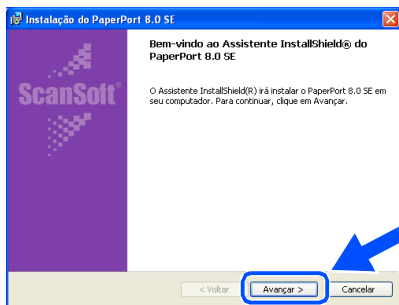 Instalação do PaperPort 8.0 SE
Bem-vindo ao Assistente InstallShield® do
PaperPort 8.0 SE
O Assistente InstallShield(R) irá instalar o PaperPort 8.0 SE em
seu computador. Para continuar, clique em Avançar.
ScanSoft®
< Voltar
Avançar >
Cancelar